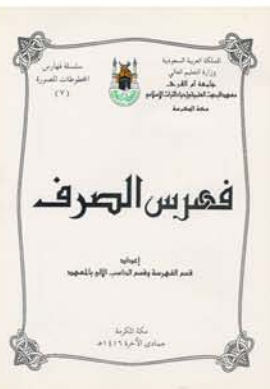 المملكة العربية السعودية
وزارة التعليم العالي
جامعة أم القرى
معهد البحوث العلمية وإحياء التراث الإسلامي
مكة المكرمة
سلسلة فهارس
المخطوطات المصورة
(٧)
فهرس الصرف
إعداد
قسم الفهرسة وقسم الحاسب الآلي بالمعهد
مكة المكرمة
جمادى الآخرة ١٤١٦هـ